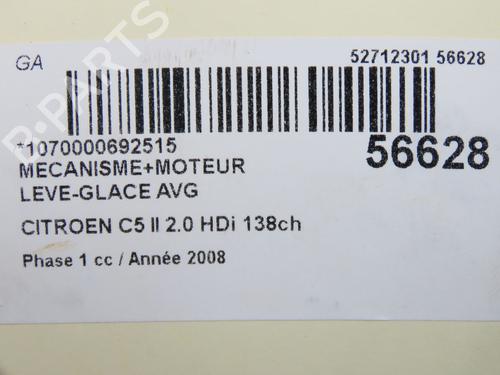 GA
52712301 56628
*1070000692515
56628
MECANISME+MOTEUR
LEVE-GLACE AVG
CITROEN C5 II 2.0 HDi 138ch
Phase 1 cc / Année 2008
B-PARTS